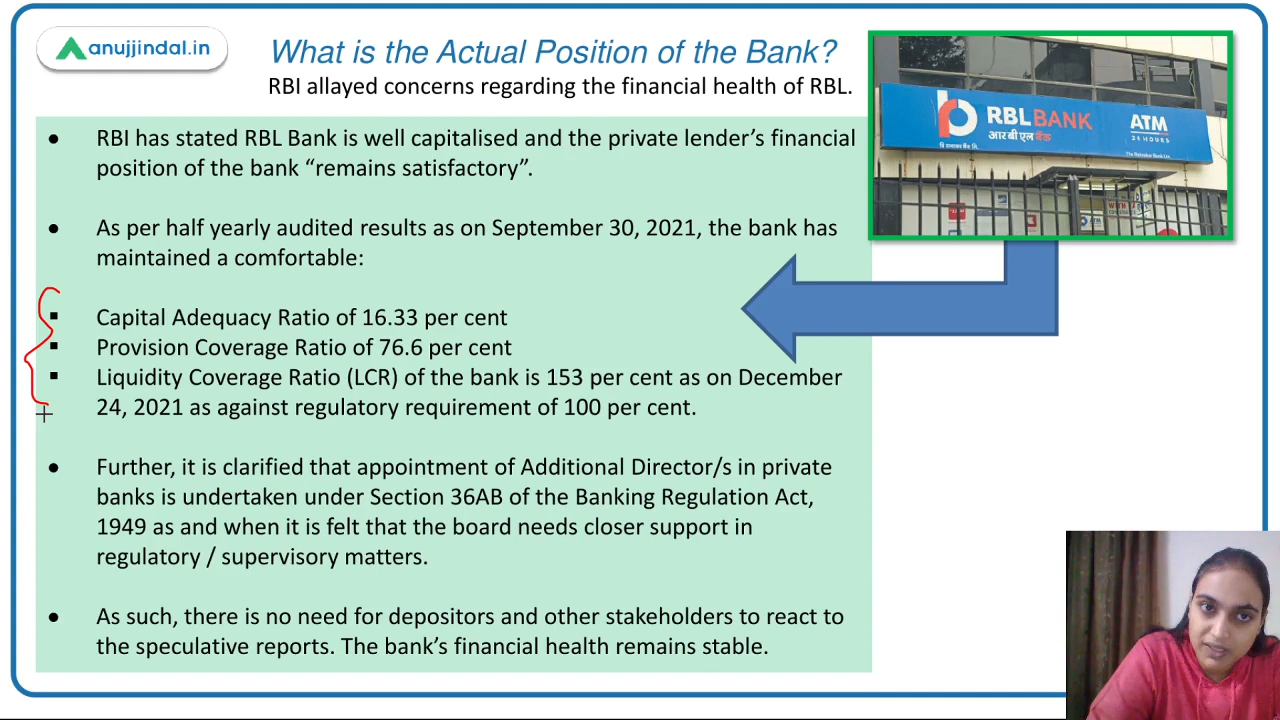 anujjindal.in
What is the Actual Position of the Bank?
RBI allayed concerns regarding the financial health of RBL.
RBL BANK
आर बी एल बैंक
ATM
24 HOURS
The Ratnakar Bank Ltd.
● RBI has stated RBL Bank is well capitalised and the private lender’s financial
position of the bank “remains satisfactory”.
● As per half yearly audited results as on September 30, 2021, the bank has
maintained a comfortable:
▪ Capital Adequacy Ratio of 16.33 per cent
▪ Provision Coverage Ratio of 76.6 per cent
▪ Liquidity Coverage Ratio (LCR) of the bank is 153 per cent as on December
24, 2021 as against regulatory requirement of 100 per cent.
● Further, it is clarified that appointment of Additional Director/s in private
banks is undertaken under Section 36AB of the Banking Regulation Act,
1949 as and when it is felt that the board needs closer support in
regulatory / supervisory matters.
● As such, there is no need for depositors and other stakeholders to react to
the speculative reports. The bank’s financial health remains stable.